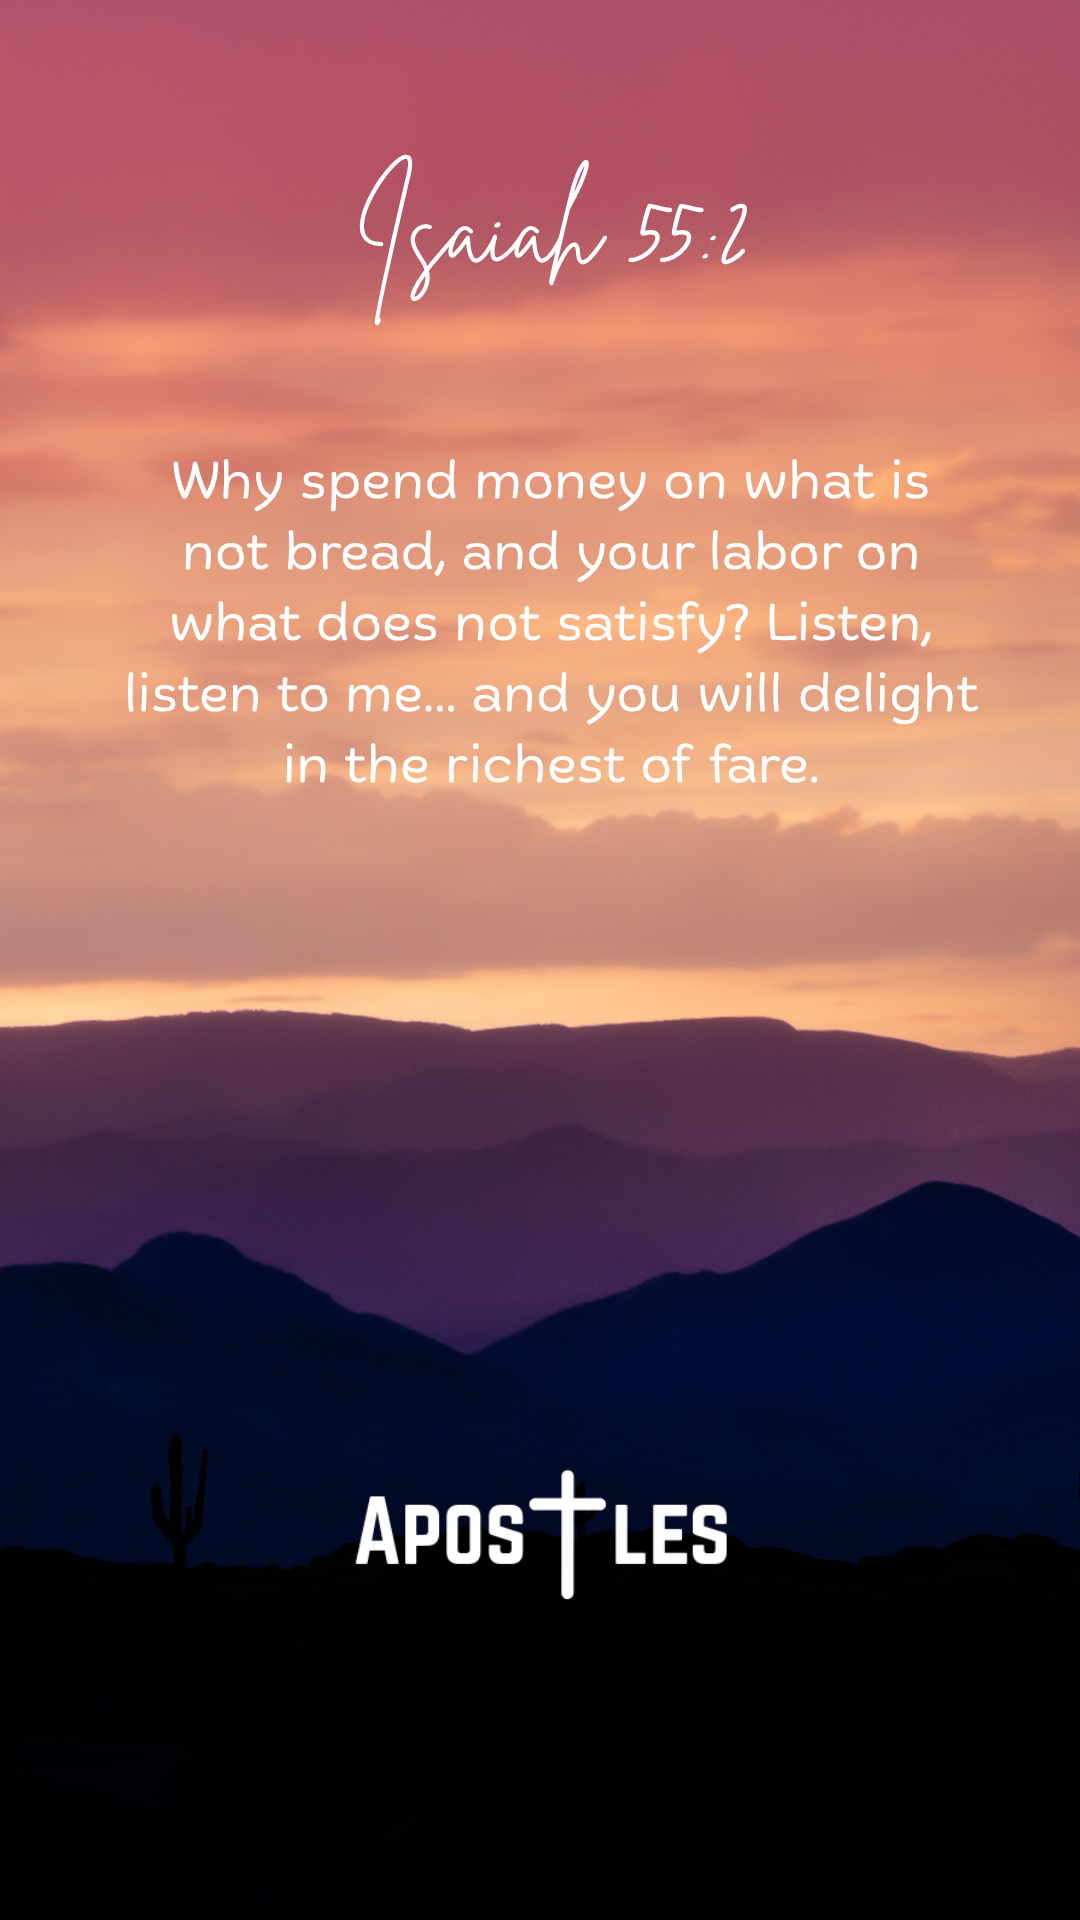 Isaiah 55:2
Why spend money on what is
not bread, and your labor on
what does not satisfy? Listen,
listen to me... and you will delight
in the richest of fare.
APOSTLES